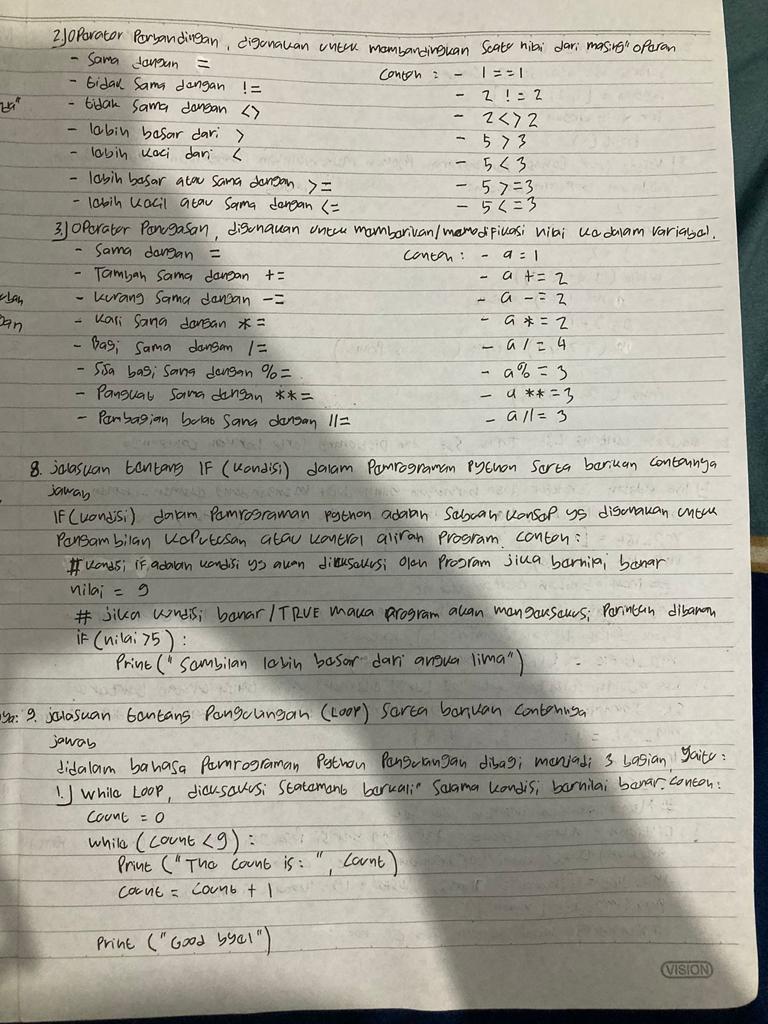 2.) Operator Perbandingan, digunakan untuk membandingkan suatu nilai dari masing" operan
- Sama dengan =
Contoh : - 1 == 1
- tidak sama dengan !=
- 2 != 2
- tidak sama dengan <>
- 2 <> 2
- lebih besar dari >
- 5 > 3
- lebih keci dari <
- 5 < 3
- lebih besar atau sama dengan >=
- 5 >= 3
- lebih kecil atau sama dengan <=
- 5 <= 3
3.) Operator Penugasan, digunakan untuk memberikan/memodifikasi nilai kedalam variabel.
- Sama dengan =
Contoh : - a = 1
- Tambah sama dengan +=
- a += 2
- kurang sama dengan -=
- a -= 2
- kali sama dengan *=
- a *= 2
- Bagi sama dengan /=
- a /= 4
- Sisa bagi sama dengan %=
- a %= 3
- Pangkat sama dengan **=
- a **= 3
- Pembagian bulat sama dengan //=
- a //= 3
8. jelaskan tentang IF (kondisi) dalam Pemrograman Python serta berikan contohnya
jawab
IF (kondisi) dalam Pemrograman python adalah sebuah konsep yg digunakan untuk
Pengambilan keputusan atau kontrol aliran program. contoh :
# kondisi if adalah kondisi yg akan dieksekusi oleh program jika bernilai benar
nilai = 9
# jika kondisi benar/TRUE maka program akan mengeksekusi perintah dibawah
if (nilai >5) :
Print (" Sembilan lebih besar dari angka lima")
9. jelaskan tentang Pengulangan (Loop) serta berikan contohnya
jawab
didalam bahasa Pemrograman Python Pengulangan dibagi menjadi 3 bagian, yaitu :
1.) While Loop, dieksekusi statement berkali" selama kondisi bernilai benar. contoh :
Count = 0
while (count <9) :
Print ("The count is : ", count)
count = count + 1
Print ("Good bye!")
VISION